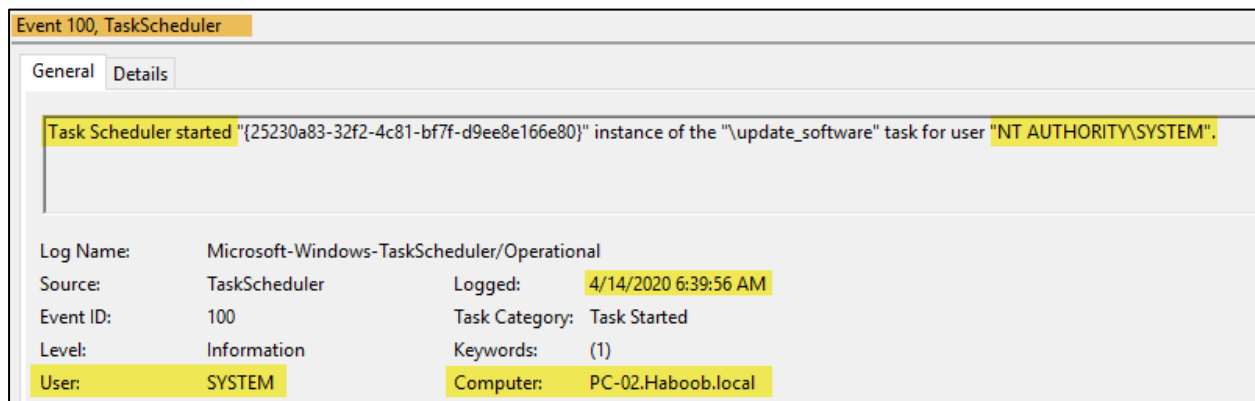 Event 100, TaskScheduler
General Details
Task Scheduler started "{25230a83-32f2-4c81-bf7f-d9ee8e166e80}" instance of the "\update_software" task for user "NT AUTHORITY\SYSTEM".
Log Name: Microsoft-Windows-TaskScheduler/Operational
Source: TaskScheduler Logged: 4/14/2020 6:39:56 AM
Event ID: 100 Task Category: Task Started
Level: Information Keywords: (1)
User: SYSTEM Computer: PC-02.Haboob.local